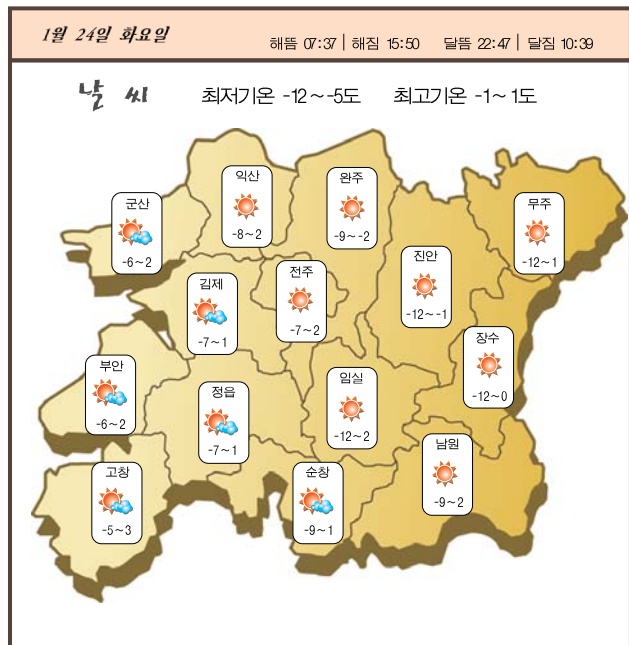 1월 24일 화요일
해뜸 07:37 | 해짐 15:50 달뜸 22:47 | 달짐 10:39
날 씨 최저기온 -12~-5도 최고기온 -1~1도
익산
-8~2
완주
-9~-2
군산
-6~2
무주
-12~1
진안
-12~-1
전주
-7~2
김제
-7~1
장수
-12~0
부안
-6~2
임실
-12~2
정읍
-7~1
남원
-9~2
고창
-5~3
순창
-9~1